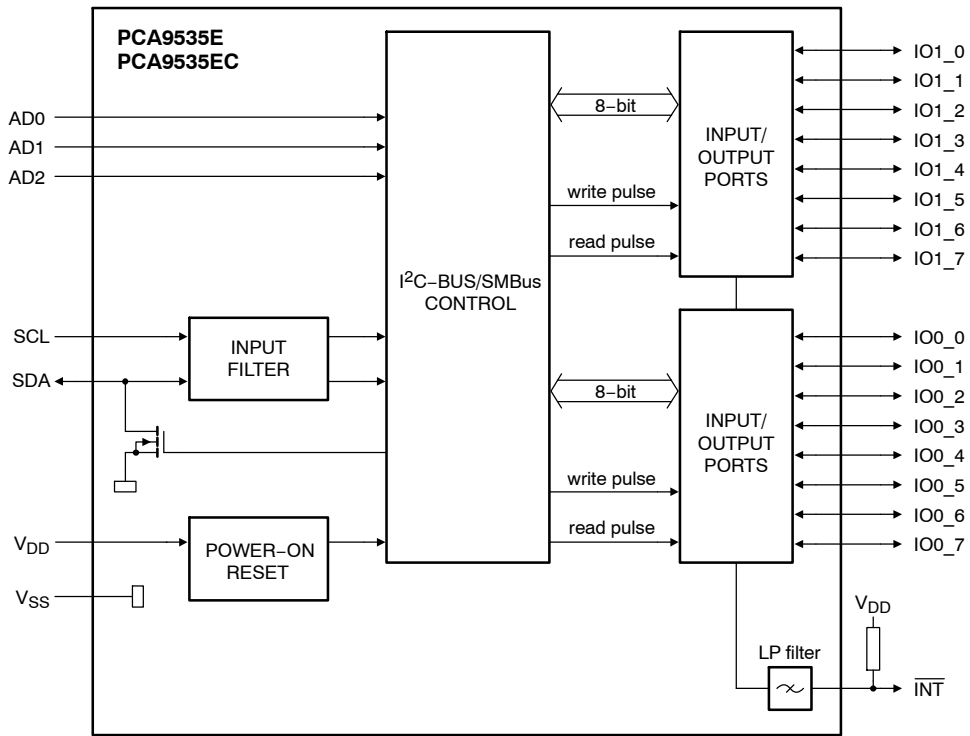 PCA9535E
PCA9535EC
AD0
AD1
AD2
SCL
SDA
VDD
VSS
INPUT
FILTER
POWER−ON
RESET
I2C−BUS/SMBus
CONTROL
8−bit
write pulse
read pulse
INPUT/
OUTPUT
PORTS
IO1_0
IO1_1
IO1_2
IO1_3
IO1_4
IO1_5
IO1_6
IO1_7
8−bit
write pulse
read pulse
INPUT/
OUTPUT
PORTS
IO0_0
IO0_1
IO0_2
IO0_3
IO0_4
IO0_5
IO0_6
IO0_7
VDD
LP filter
INT